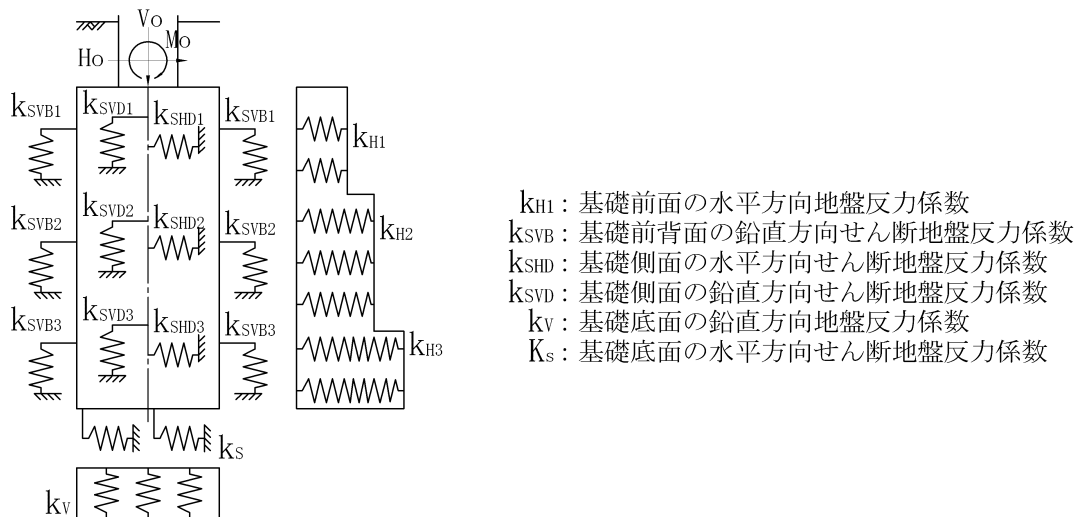 Vo
Mo
Ho
kSVB1
kSVD1
kSHD1
kSVB1
kH1
kSVB2
kSVD2
kSHD2
kSVB2
kH2
kSVB3
kSVD3
kSHD3
kSVB3
kH3
kS
kV
kH1：基礎前面の水平方向地盤反力係数
kSVB：基礎前背面の鉛直方向せん断地盤反力係数
kSHD：基礎側面の水平方向せん断地盤反力係数
kSVD：基礎側面の鉛直方向せん断地盤反力係数
kV：基礎底面の鉛直方向地盤反力係数
Ks：基礎底面の水平方向せん断地盤反力係数